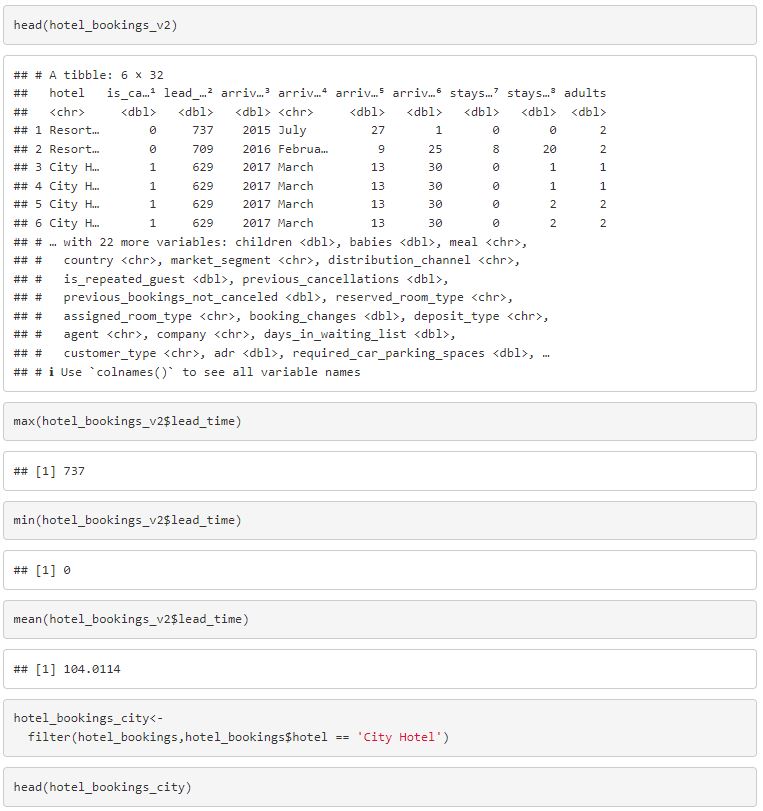 head(hotel_bookings_v2)
## # A tibble: 6 × 32
##   hotel   is_ca…¹ lead_…² arriv…³ arriv…⁴ arriv…⁵ arriv…⁶ stays…⁷ stays…⁸ adults
##   <chr>     <dbl>   <dbl>   <dbl> <chr>     <dbl>   <dbl>   <dbl>   <dbl>  <dbl>
## 1 Resort…       0     737    2015 July         27       1       0       0      2
## 2 Resort…       0     709    2016 Februa…       9      25       8      20      2
## 3 City H…       1     629    2017 March        13      30       0       1      1
## 4 City H…       1     629    2017 March        13      30       0       1      1
## 5 City H…       1     629    2017 March        13      30       0       2      2
## 6 City H…       1     629    2017 March        13      30       0       2      2
## # … with 22 more variables: children <dbl>, babies <dbl>, meal <chr>,
## #   country <chr>, market_segment <chr>, distribution_channel <chr>,
## #   is_repeated_guest <dbl>, previous_cancellations <dbl>,
## #   previous_bookings_not_canceled <dbl>, reserved_room_type <chr>,
## #   assigned_room_type <chr>, booking_changes <dbl>, deposit_type <chr>,
## #   agent <chr>, company <chr>, days_in_waiting_list <dbl>,
## #   customer_type <chr>, adr <dbl>, required_car_parking_spaces <dbl>, …
## # ℹ Use `colnames()` to see all variable names
max(hotel_bookings_v2$lead_time)
## [1] 737
min(hotel_bookings_v2$lead_time)
## [1] 0
mean(hotel_bookings_v2$lead_time)
## [1] 104.0114
hotel_bookings_city<-
  filter(hotel_bookings,hotel_bookings$hotel == 'City Hotel')
head(hotel_bookings_city)